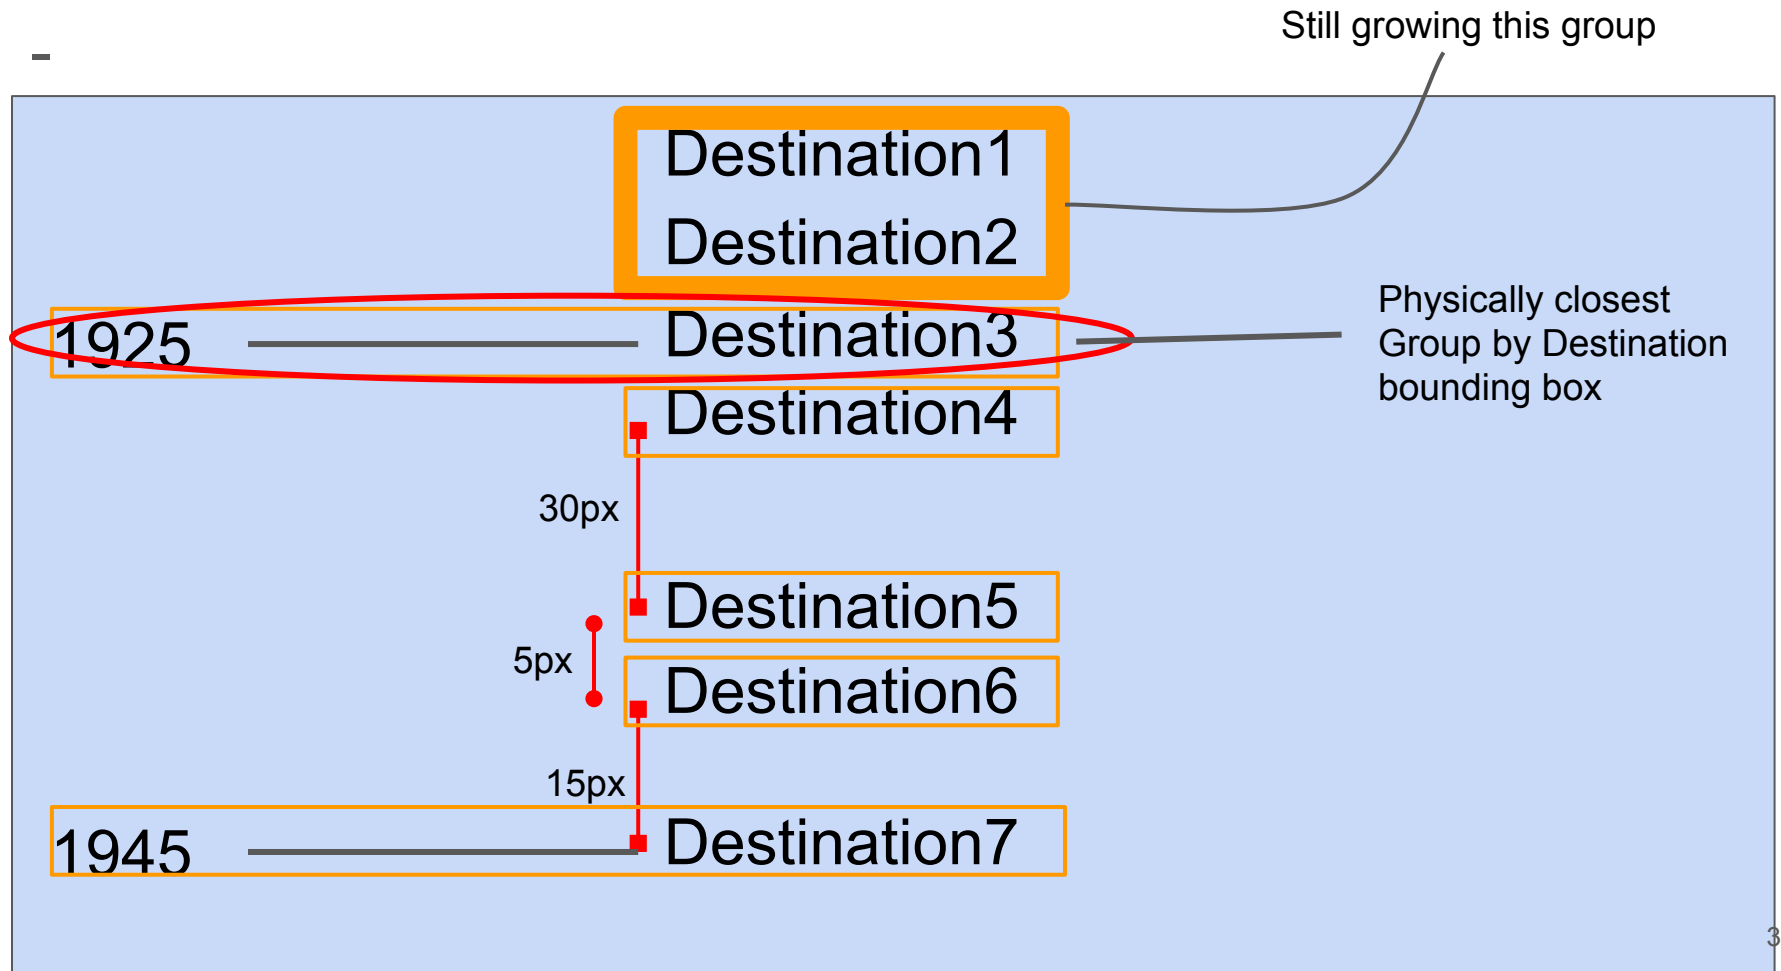 Still growing this group
-
Destination1
Destination2
1925 Destination3
Physically closest
Group by Destination
bounding box
Destination4
30px
Destination5
5px
Destination6
15px
1945 Destination7
3